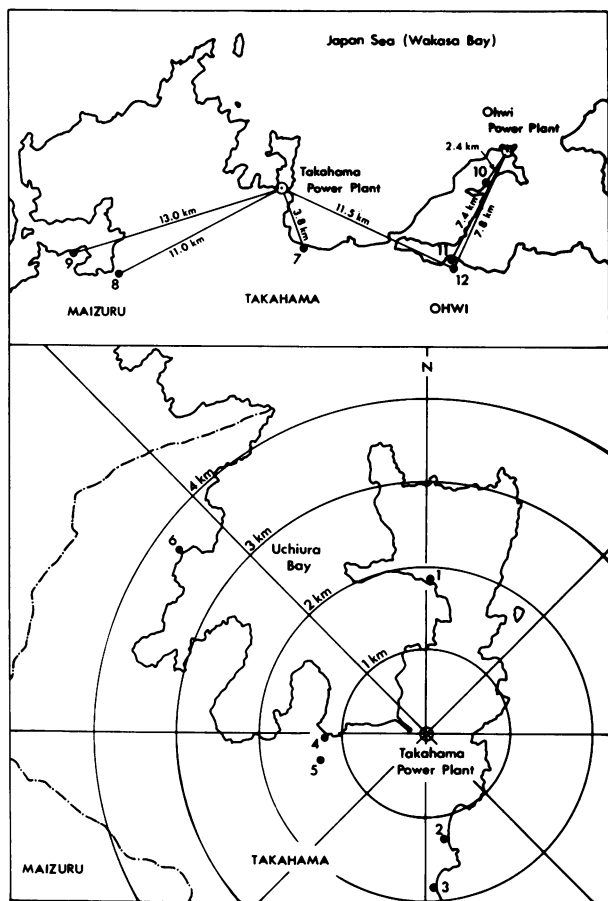 Japan Sea (Wakasa Bay)
Ohwi
Power Plant
2.4 km
10
Takahama
Power Plant
7.4 km
7.8 km
13.0 km
11.0 km
3.8 km
11.5 km
9
8
7
11
12
MAIZURU
TAKAHAMA
OHWI
N
4 km
6
3 km
Uchiura
Bay
2 km
1
1 km
4
5
Takahama
Power Plant
2
TAKAHAMA
MAIZURU
3